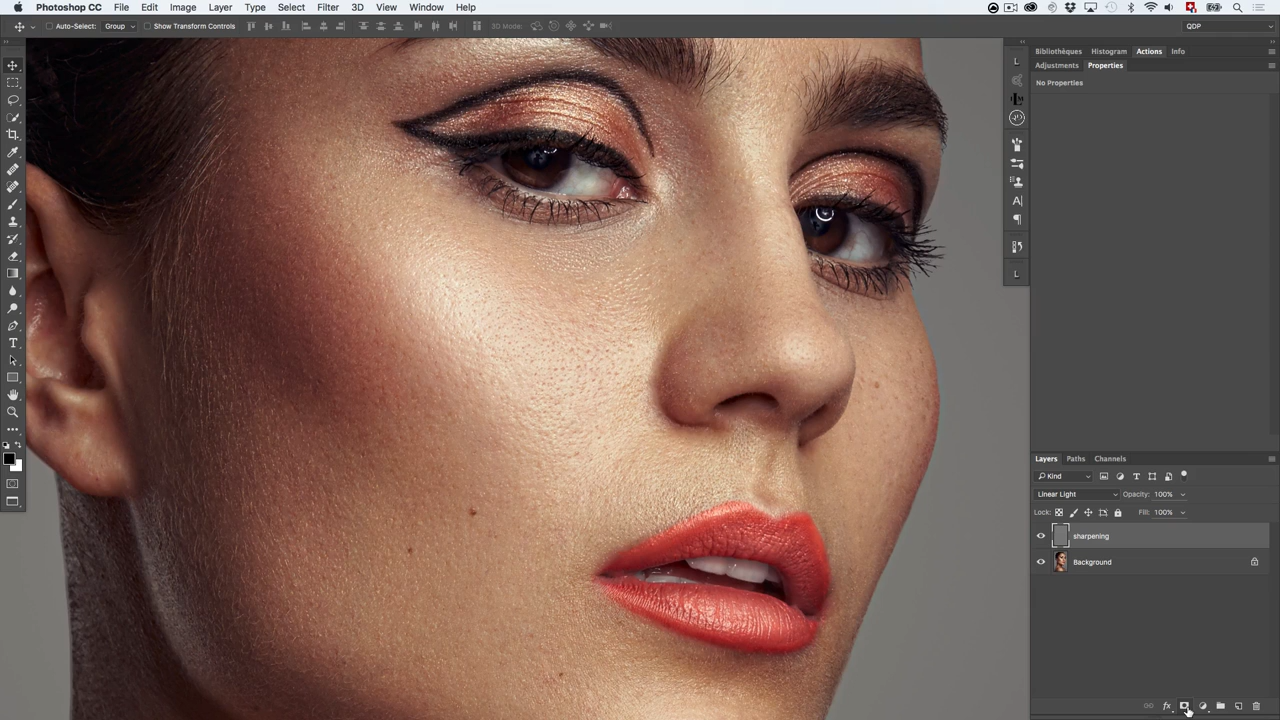 Photoshop CC File Edit Image Layer Type Select Filter 3D View Window Help
Auto-Select: Group Show Transform Controls 3D Mode: QDP
Bibliothèques Histogram Actions Info
Adjustments Properties
No Properties
Layers Paths Channels
Kind
Linear Light Opacity: 100%
Lock: Fill: 100%
sharpening
Background
fx